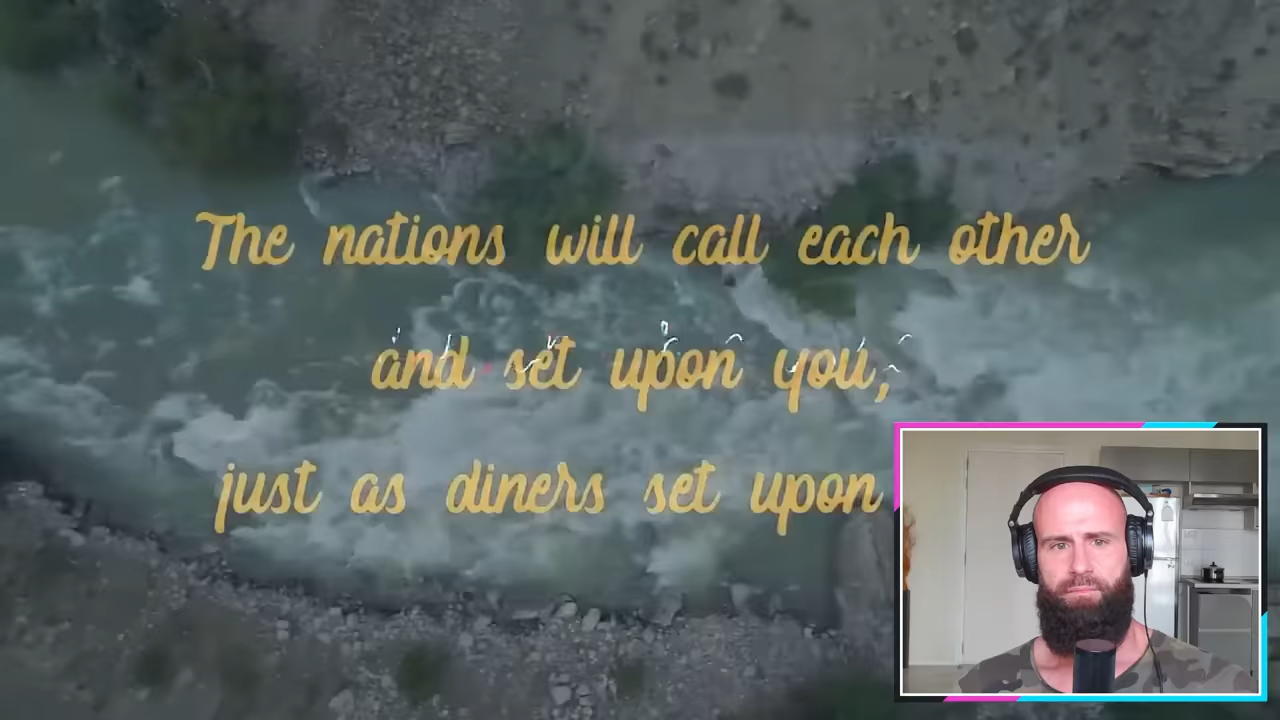 The nations will call each other
and set upon you,
just as diners set upon